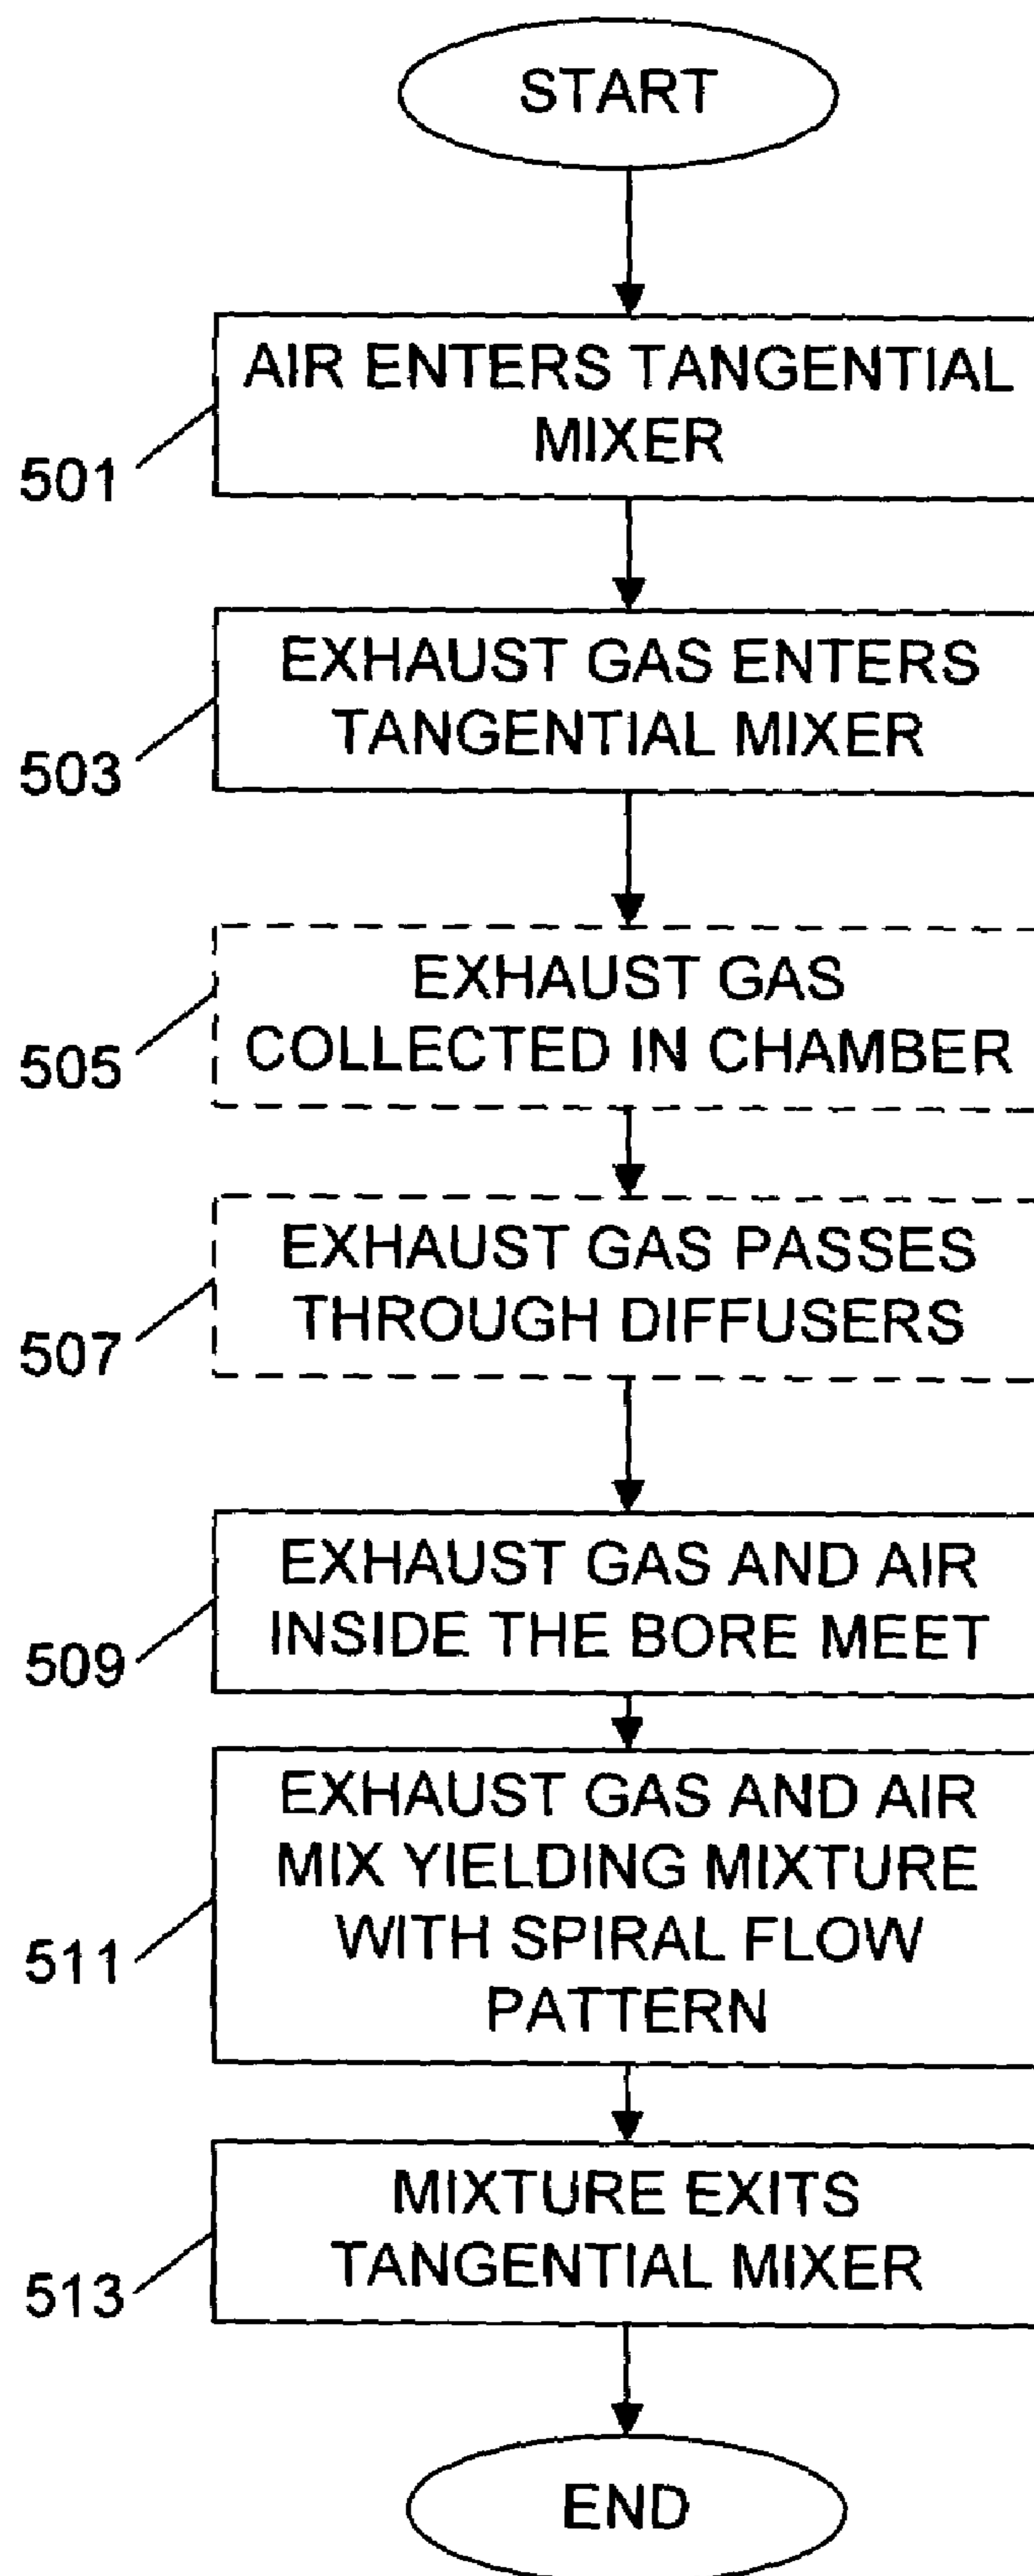 START
AIR ENTERS TANGENTIAL
MIXER
501
EXHAUST GAS ENTERS
TANGENTIAL MIXER
503
EXHAUST GAS
COLLECTED IN CHAMBER
505
EXHAUST GAS PASSES
THROUGH DIFFUSERS
507
EXHAUST GAS AND AIR
INSIDE THE BORE MEET
509
EXHAUST GAS AND AIR
MIX YIELDING MIXTURE
WITH SPIRAL FLOW
PATTERN
511
MIXTURE EXITS
TANGENTIAL MIXER
513
END